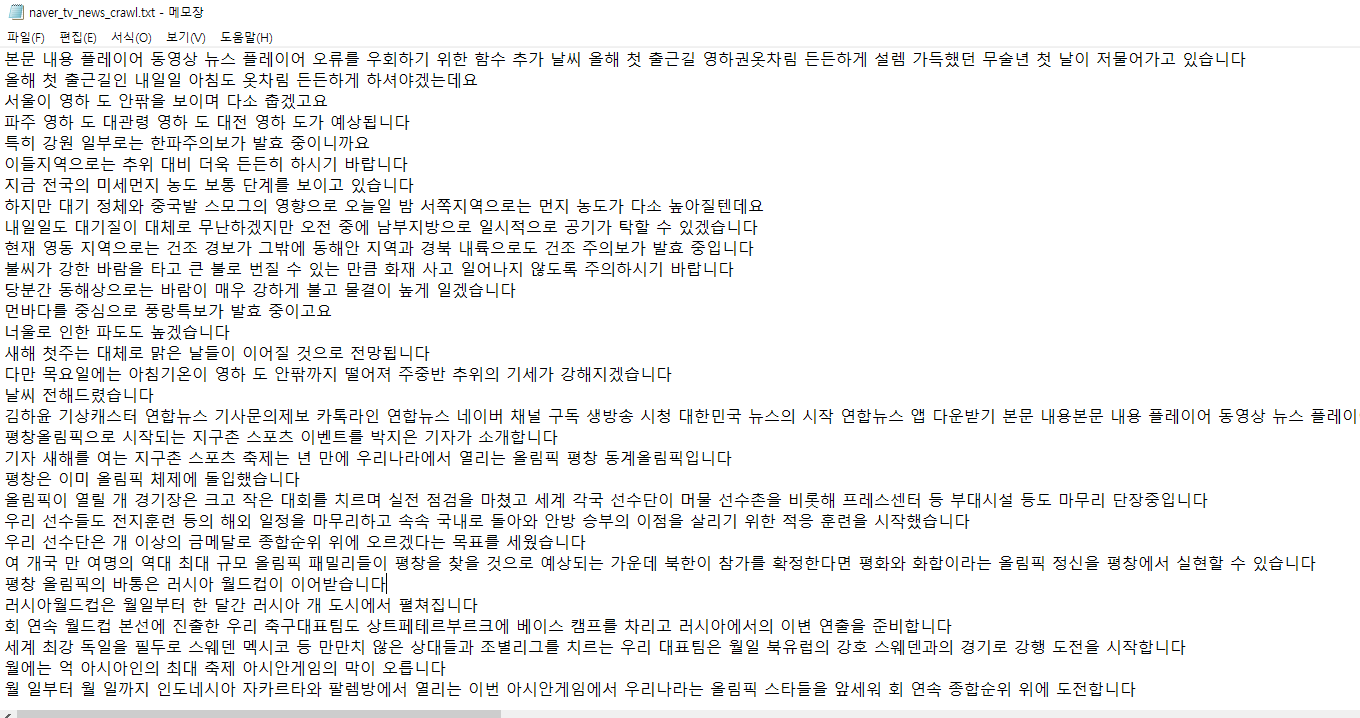 naver_tv_news_crawl.txt - 메모장
파일(F) 편집(E) 서식(O) 보기(V) 도움말(H)
본문 내용 플레이어 동영상 뉴스 플레이어 오류를 우회하기 위한 함수 추가 날씨 올해 첫 출근길 영하권옷차림 든든하게 설렘 가득했던 무술년 첫 날이 저물어가고 있습니다
올해 첫 출근길인 내일일 아침도 옷차림 든든하게 하셔야겠는데요
서울이 영하 도 안팎을 보이며 다소 춥겠고요
파주 영하 도 대관령 영하 도 대전 영하 도가 예상됩니다
특히 강원 일부로는 한파주의보가 발효 중이니까요
이들지역으로는 추위 대비 더욱 든든히 하시기 바랍니다
지금 전국의 미세먼지 농도 보통 단계를 보이고 있습니다
하지만 대기 정체와 중국발 스모그의 영향으로 오늘일 밤 서쪽지역으로는 먼지 농도가 다소 높아질텐데요
내일일도 대기질이 대체로 무난하겠지만 오전 중에 남부지방으로 일시적으로 공기가 탁할 수 있겠습니다
현재 영동 지역으로는 건조 경보가 그밖에 동해안 지역과 경북 내륙으로도 건조 주의보가 발효 중입니다
불씨가 강한 바람을 타고 큰 불로 번질 수 있는 만큼 화재 사고 일어나지 않도록 주의하시기 바랍니다
당분간 동해상으로는 바람이 매우 강하게 불고 물결이 높게 일겠습니다
먼바다를 중심으로 풍랑특보가 발효 중이고요
너울로 인한 파도도 높겠습니다
새해 첫주는 대체로 맑은 날들이 이어질 것으로 전망됩니다
다만 목요일에는 아침기온이 영하 도 안팎까지 떨어져 주중반 추위의 기세가 강해지겠습니다
날씨 전해드렸습니다
김하윤 기상캐스터 연합뉴스 기사문의제보 카톡라인 연합뉴스 네이버 채널 구독 생방송 시청 대한민국 뉴스의 시작 연합뉴스 앱 다운받기 본문 내용본문 내용 플레이어 동영상 뉴스 플레이
평창올림픽으로 시작되는 지구촌 스포츠 이벤트를 박지은 기자가 소개합니다
기자 새해를 여는 지구촌 스포츠 축제는 년 만에 우리나라에서 열리는 올림픽 평창 동계올림픽입니다
평창은 이미 올림픽 체제에 돌입했습니다
올림픽이 열릴 개 경기장은 크고 작은 대회를 치르며 실전 점검을 마쳤고 세계 각국 선수단이 머물 선수촌을 비롯해 프레스센터 등 부대시설 등도 마무리 단장중입니다
우리 선수들도 전지훈련 등의 해외 일정을 마무리하고 속속 국내로 돌아와 안방 승부의 이점을 살리기 위한 적응 훈련을 시작했습니다
우리 선수단은 개 이상의 금메달로 종합순위 위에 오르겠다는 목표를 세웠습니다
여 개국 만 여명의 역대 최대 규모 올림픽 패밀리들이 평창을 찾을 것으로 예상되는 가운데 북한이 참가를 확정한다면 평화와 화합이라는 올림픽 정신을 평창에서 실현할 수 있습니다
평창 올림픽의 바통은 러시아 월드컵이 이어받습니다
러시아월드컵은 월일부터 한 달간 러시아 개 도시에서 펼쳐집니다
회 연속 월드컵 본선에 진출한 우리 축구대표팀도 상트페테르부르크에 베이스 캠프를 차리고 러시아에서의 이변 연출을 준비합니다
세계 최강 독일을 필두로 스웨덴 멕시코 등 만만치 않은 상대들과 조별리그를 치르는 우리 대표팀은 월일 북유럽의 강호 스웨덴과의 경기로 강행 도전을 시작합니다
월에는 억 아시아인의 최대 축제 아시안게임의 막이 오릅니다
월 일부터 월 일까지 인도네시아 자카르타와 팔렘방에서 열리는 이번 아시안게임에서 우리나라는 올림픽 스타들을 앞세워 회 연속 종합순위 위에 도전합니다